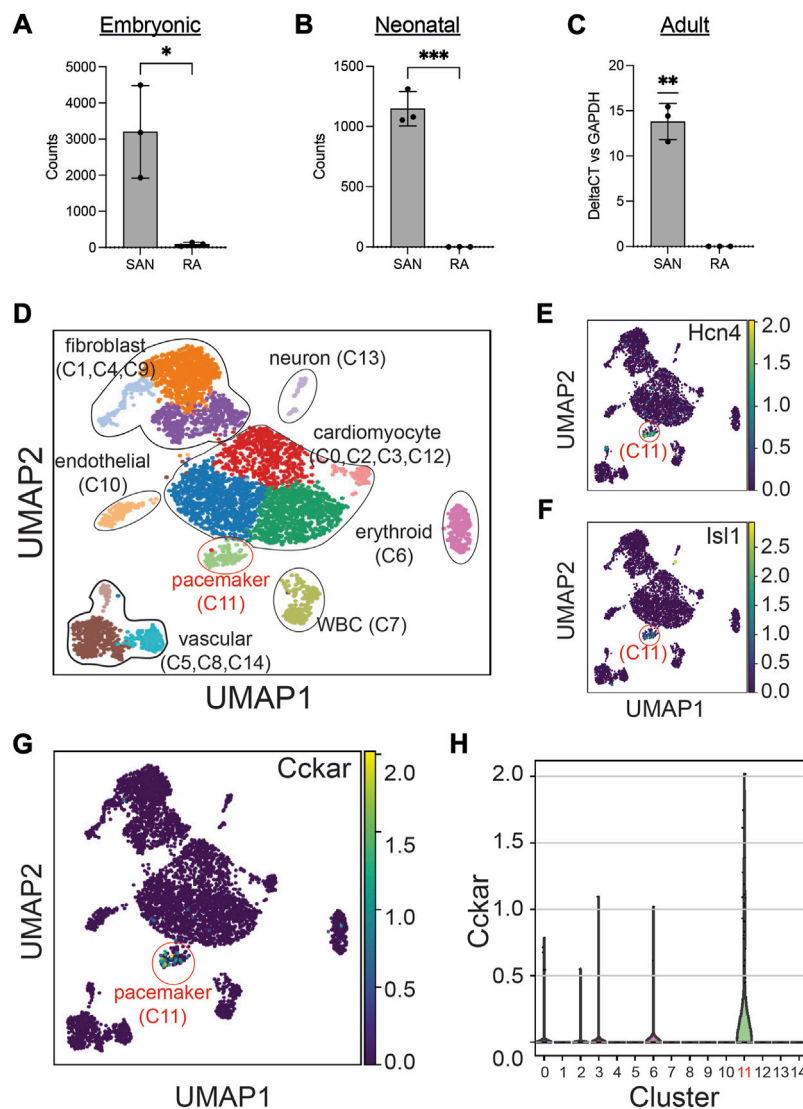 A Embryonic
*
5000
4000
3000
2000
1000
0
Counts
SAN RA
B Neonatal
***
1500
1000
500
0
Counts
SAN RA
C Adult
**
20
15
10
5
0
DeltaCT vs GAPDH
SAN RA
D
fibroblast
(C1,C4,C9)
neuron (C13)
cardiomyocyte
(C0,C2,C3,C12)
endothelial
(C10)
erythroid
(C6)
pacemaker
(C11)
WBC (C7)
vascular
(C5,C8,C14)
UMAP2
UMAP1
E
Hcn4
(C11)
UMAP2
2.0
1.5
1.0
0.5
0.0
F
Isl1
(C11)
UMAP2
UMAP1
2.5
2.0
1.5
1.0
0.5
0.0
G
Cckar
pacemaker
(C11)
UMAP2
UMAP1
2.0
1.5
1.0
0.5
0.0
H
2.0
1.5
1.0
0.5
0.0
Cckar
0 1 2 3 4 5 6 7 8 9 10 11 12 13 14
Cluster